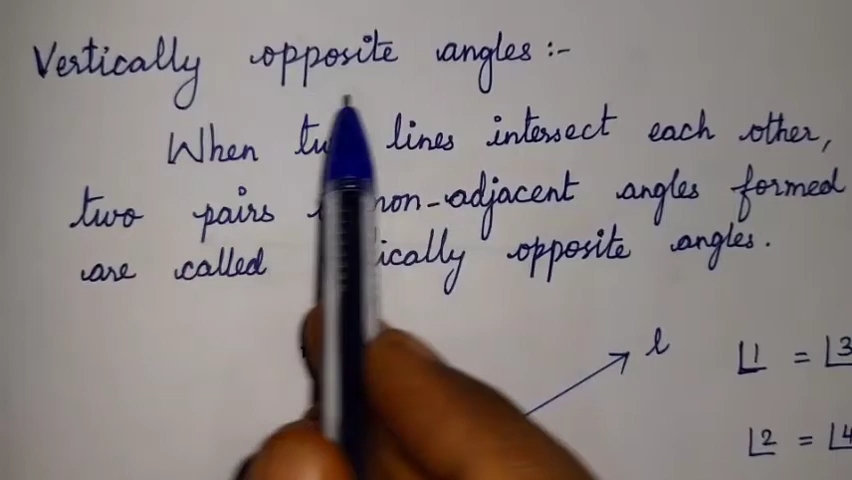 Vertically opposite angles :-
When lines intersect each other,
two pairs non-adjacent angles formed
are called opposite angles.
l
∠1 = ∠3
∠2 = ∠4